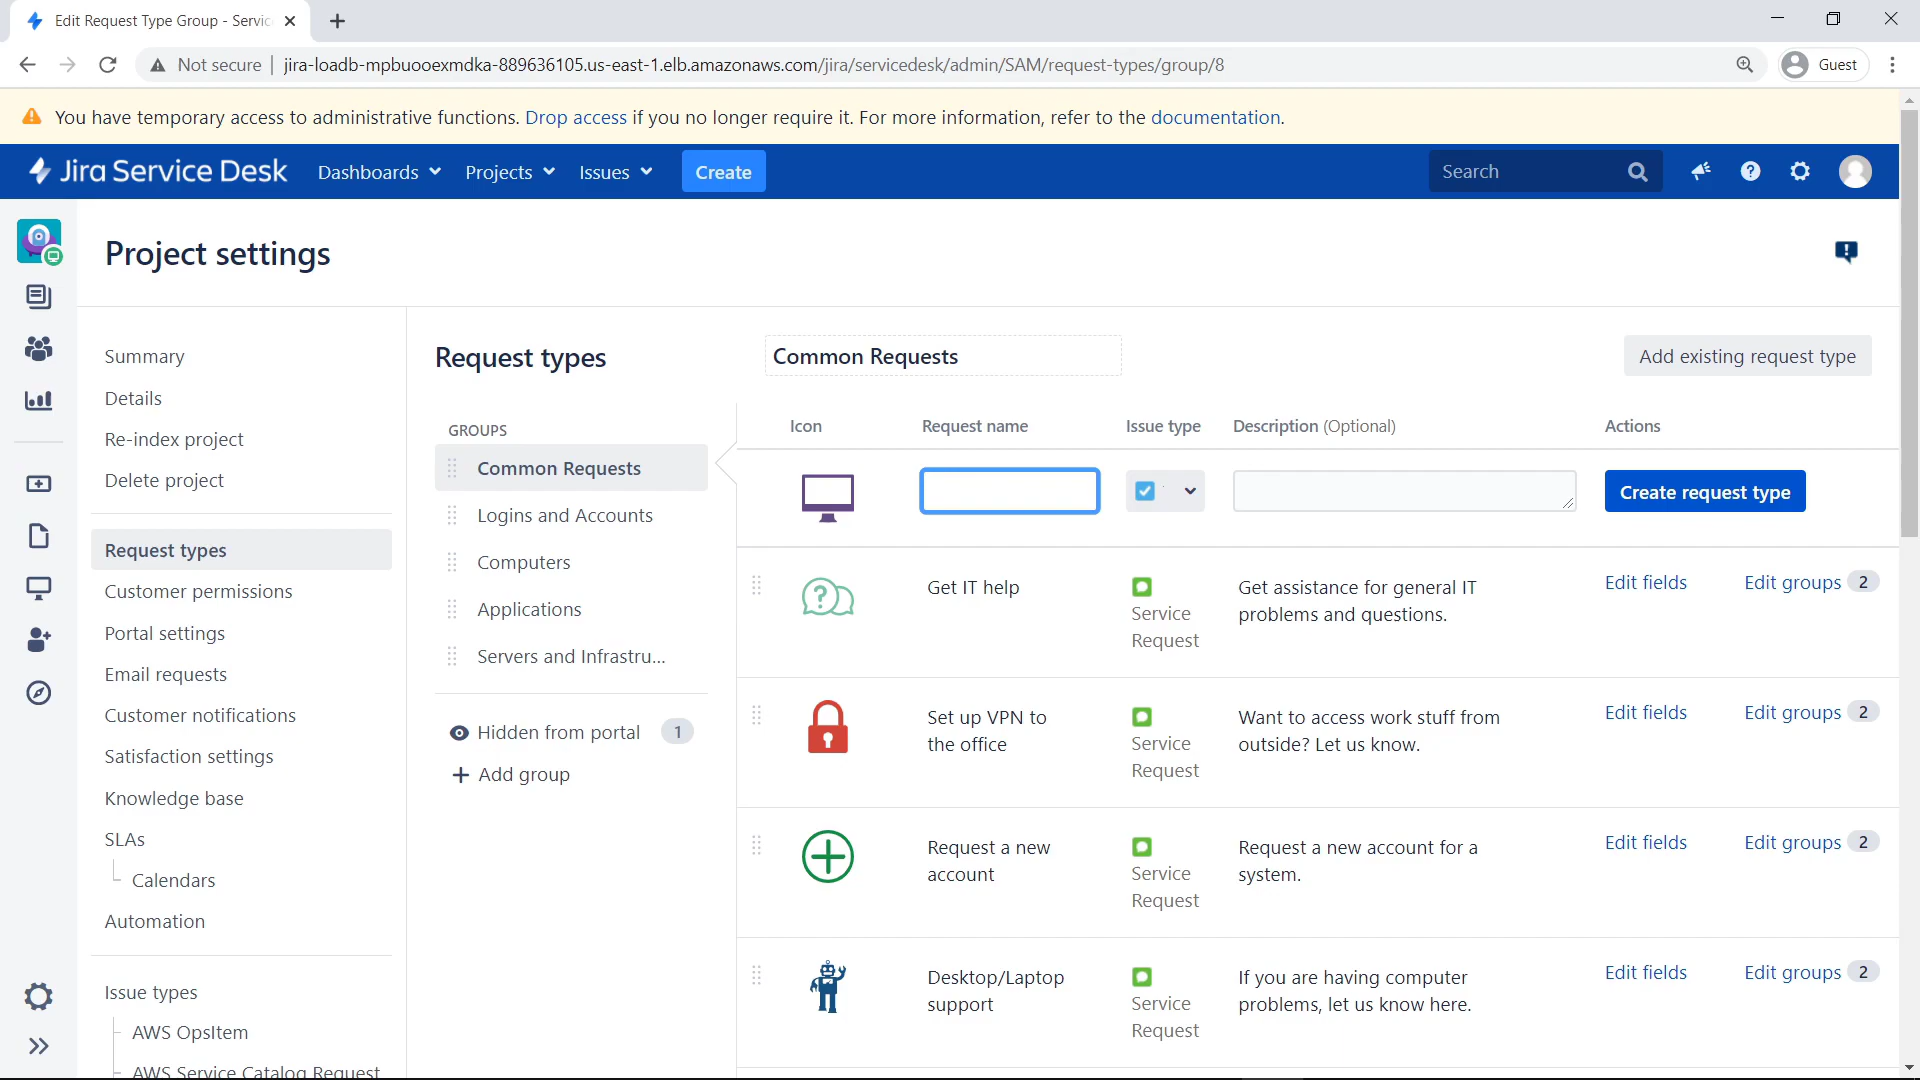 Edit Request Type Group - Servic
Not secure
jira-loadb-mpbuooexmdka-889636105.us-east-1.elb.amazonaws.com/jira/servicedesk/admin/SAM/request-types/group/8
Guest
You have temporary access to administrative functions. Drop access if you no longer require it. For more information, refer to the documentation.
Jira Service Desk
Dashboards
Projects
Issues
Create
Search
Project settings
Summary
Details
Re-index project
Delete project
Request types
Customer permissions
Portal settings
Email requests
Customer notifications
Satisfaction settings
Knowledge base
SLAs
Calendars
Automation
Issue types
AWS OpsItem
AWS Service Catalog Request
Request types
GROUPS
Common Requests
Logins and Accounts
Computers
Applications
Servers and Infrastru...
Hidden from portal 1
Add group
Common Requests
Add existing request type
Icon Request name Issue type Description (Optional) Actions
Create request type
Get IT help
Service
Request
Get assistance for general IT
problems and questions.
Edit fields
Edit groups 2
Set up VPN to
the office
Service
Request
Want to access work stuff from
outside? Let us know.
Edit fields
Edit groups 2
Request a new
account
Service
Request
Request a new account for a
system.
Edit fields
Edit groups 2
Desktop/Laptop
support
Service
Request
If you are having computer
problems, let us know here.
Edit fields
Edit groups 2